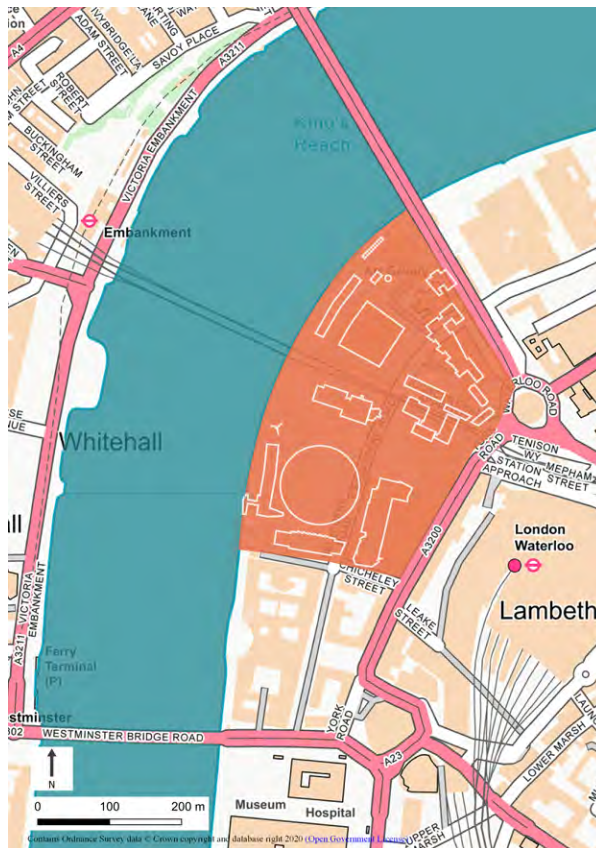 A4
IVYBRIDGE LA
ADAM STREET
SAVOY PLACE
A3211
ROBERT
STREET
BUCKINGHAM
STREET
VILLIERS
STREET
VICTORIA EMBANKMENT
King's
Reach
Embankment
Whitehall
WATERLOO ROAD
TENISON
WY
MEPHAM
STATION STREET
APPROACH
ROAD
London
Waterloo
Lambeth
A3200
CHICHELEY
STREET
LEAKE
STREET
A3211
VICTORIA
EMBANKMENT
Ferry
Terminal
(P)
WESTMINSTER BRIDGE ROAD
YORK
ROAD
A23
LOWER MARSH
N
0 100 200 m
Museum
Hospital
UPPER
MARSH
Contains Ordnance Survey data © Crown copyright and database right 2020 (Open Government Licence)